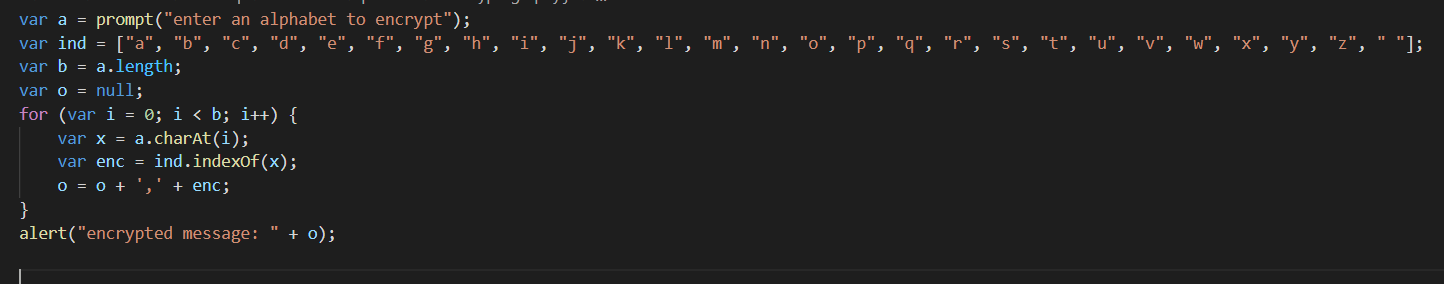 var a = prompt("enter an alphabet to encrypt");
var ind = ["a", "b", "c", "d", "e", "f", "g", "h", "i", "j", "k", "l", "m", "n", "o", "p", "q", "r", "s", "t", "u", "v", "w", "x", "y", "z", " "];
var b = a.length;
var o = null;
for (var i = 0; i < b; i++) {
    var x = a.charAt(i);
    var enc = ind.indexOf(x);
    o = o + ',' + enc;
}
alert("encrypted message: " + o);